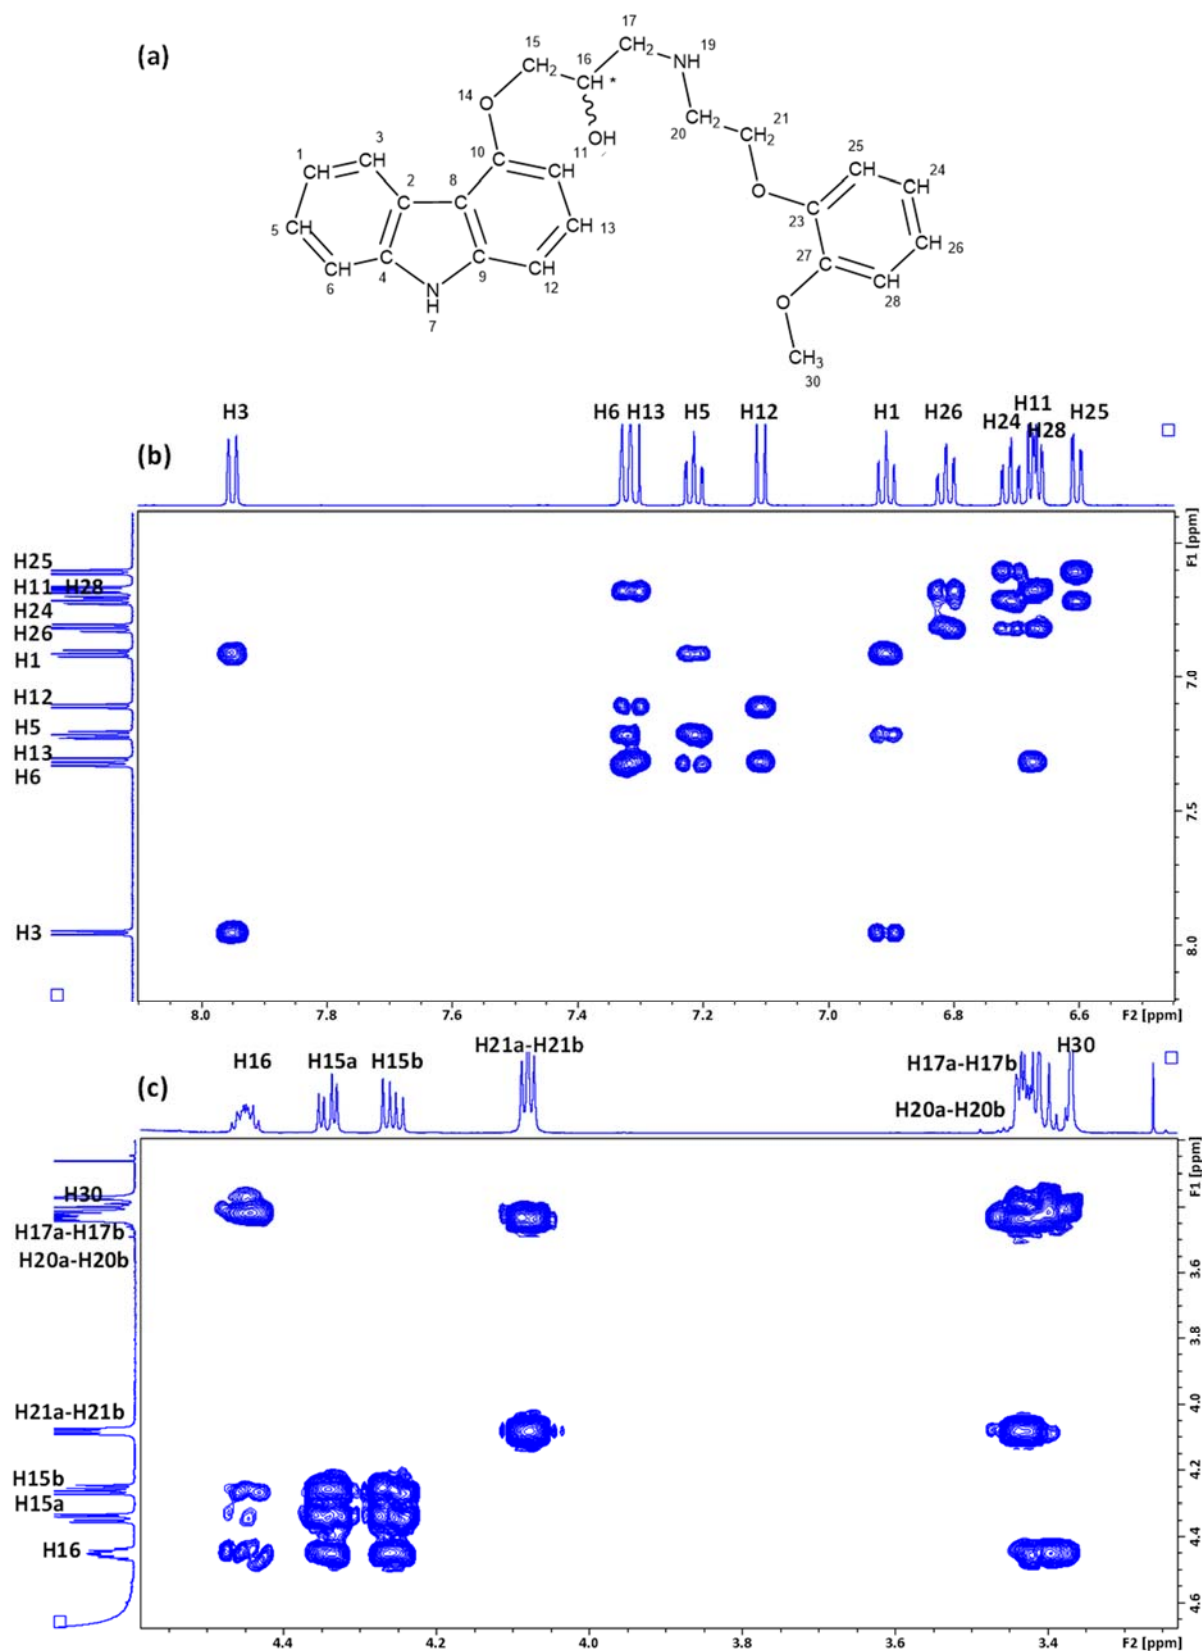 (a)
17
15
CH2
NH
19
16
CH2
CH
*
14
O
OH
CH2
21
20
CH2
3
10
11
25
1
CH
C
CH
O
CH
24
CH
2
8
CH
C
C
23
C
5
CH
CH
13
26
27
CH
C
CH
C
C
CH
CH
6
4
9
12
28
N
O
H
7
CH3
30
H3
H6 H13
H5
H12
H1
H26
H24
H11
H28
H25
(b)
F1 [ppm]
H25
H11 H28
H24
H26
H1
7.0
H12
H5
H13
H6
7.5
H3
8.0
8.0
7.8
7.6
7.4
7.2
7.0
6.8
6.6
F2 [ppm]
(c)
H16
H15a
H15b
H21a-H21b
H17a-H17b
H30
H20a-H20b
F1 [ppm]
H30
H17a-H17b
H20a-H20b
3.6
3.8
H21a-H21b
4.0
H15b
4.2
H15a
H16
4.4
4.6
4.4
4.2
4.0
3.8
3.6
3.4
F2 [ppm]